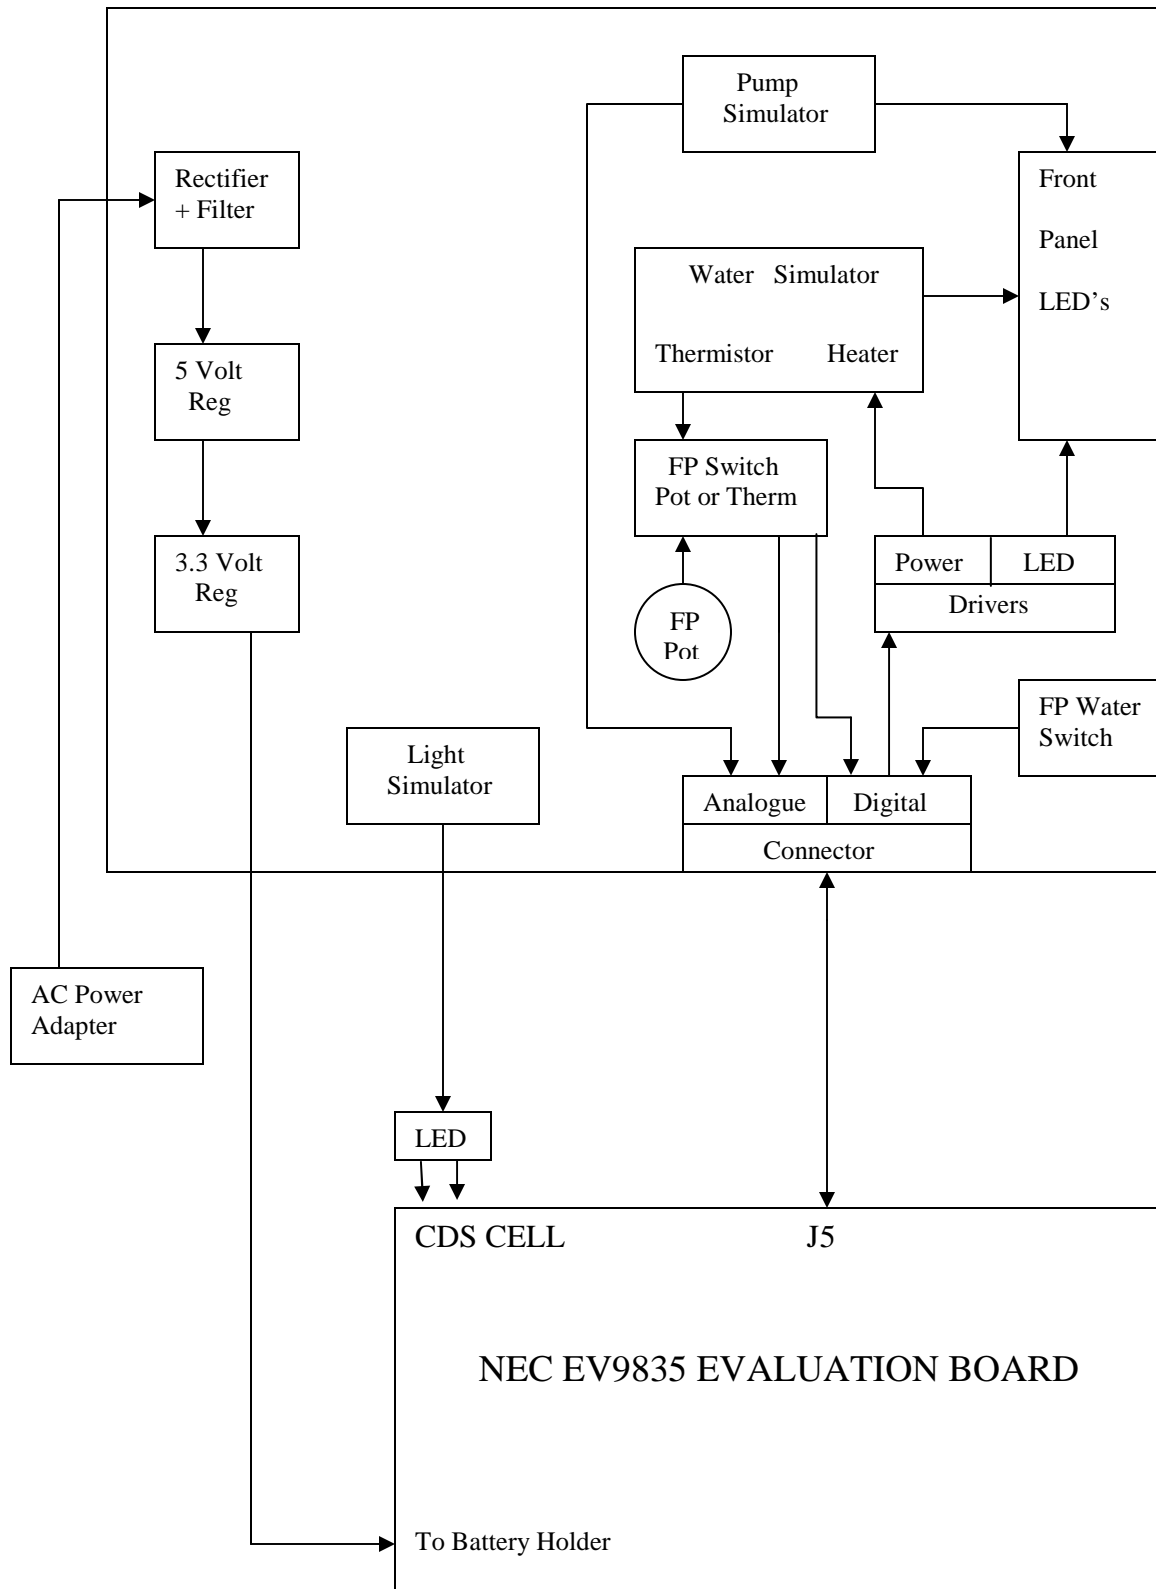 Pump
Simulator
Rectifier
+ Filter
Front
Panel
LED’s
Water Simulator
Thermistor Heater
5 Volt
Reg
FP Switch
Pot or Therm
3.3 Volt
Reg
Power LED
Drivers
FP
Pot
FP Water
Switch
Light
Simulator
Analogue Digital
Connector
AC Power
Adapter
LED
CDS CELL J5
NEC EV9835 EVALUATION BOARD
To Battery Holder